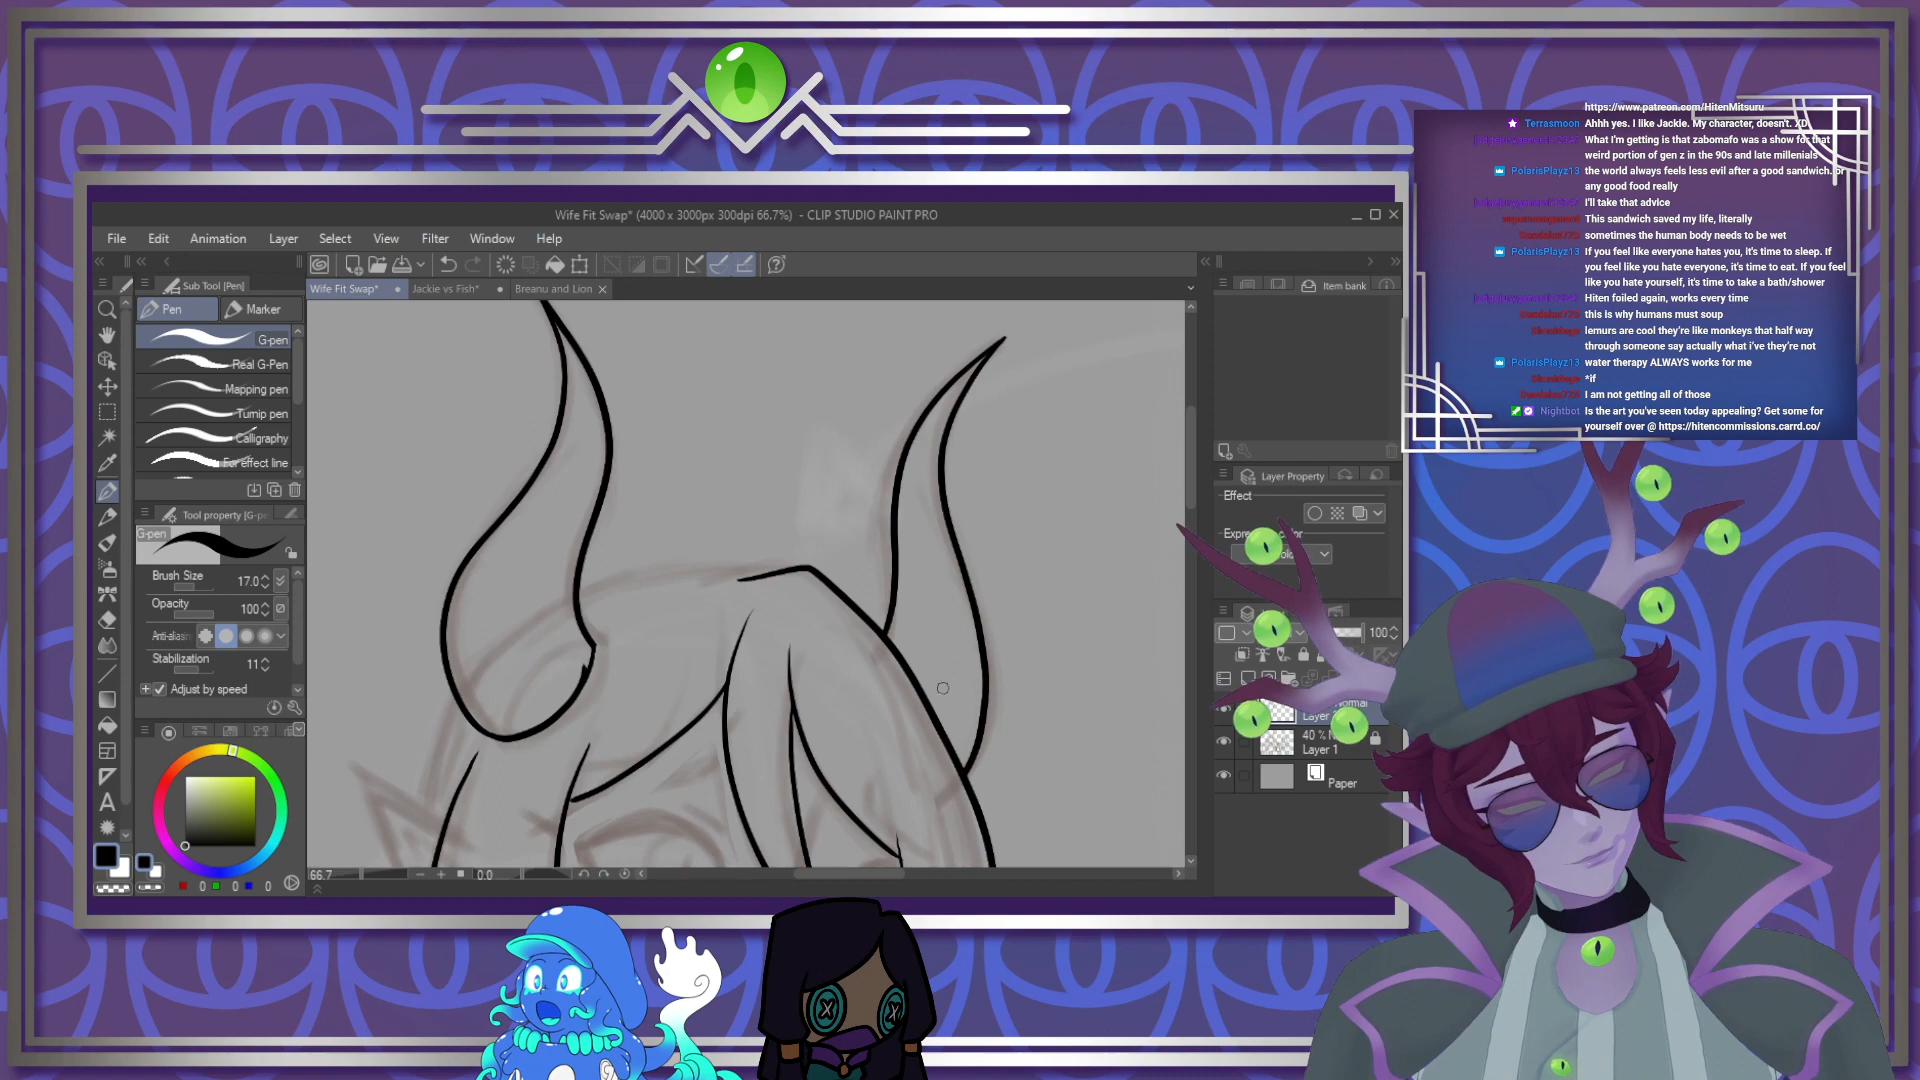 https://www.patreon.com/HitenMitsuru
Terrasmoon Ahhh yes. I like Jackie. My character, doesn't. XD
What I'm getting is that zabomafo was a show for that
weird portion of gen z in the 90s and late millenials
PolarisPlayz13 the world always feels less evil after a good sandwich. or
any good food really
I'll take that advice
This sandwich saved my life, literally
sometimes the human body needs to be wet
PolarisPlayz13 If you feel like everyone hates you, it's time to sleep. If
you feel like you hate everyone, it's time to eat. If you feel
like you hate yourself, it's time to take a bath/shower
Hiten foiled again, works every time
this is why humans must soup
lemurs are cool they're like monkeys that half way
through someone say actually what i've they're not
PolarisPlayz13 water therapy ALWAYS works for me
*if
I am not getting all of those
Nightbot Is the art you've seen today appealing? Get some for
yourself over @ https://hitencommissions.carrd.co/
Wife Fit Swap* (4000 x 3000px 300dpi 66.7%) - CLIP STUDIO PAINT PRO
File Edit Animation Layer Select View Filter Window Help
Sub Tool [Pen]
Wife Fit Swap* Jackie vs Fish* Breanu and Lion
Item bank
Pen Marker
G-pen
Real G-Pen
Mapping pen
Turnip pen
Calligraphy
For effect line
Tool property [G-pe
G-pen
Brush Size 17.0
Opacity 100
Anti-aliasin
Stabilization 11
Adjust by speed
0 0 0
66.7 0.0
Layer Property
Effect
100
Layer
40 %
Layer 1
Paper